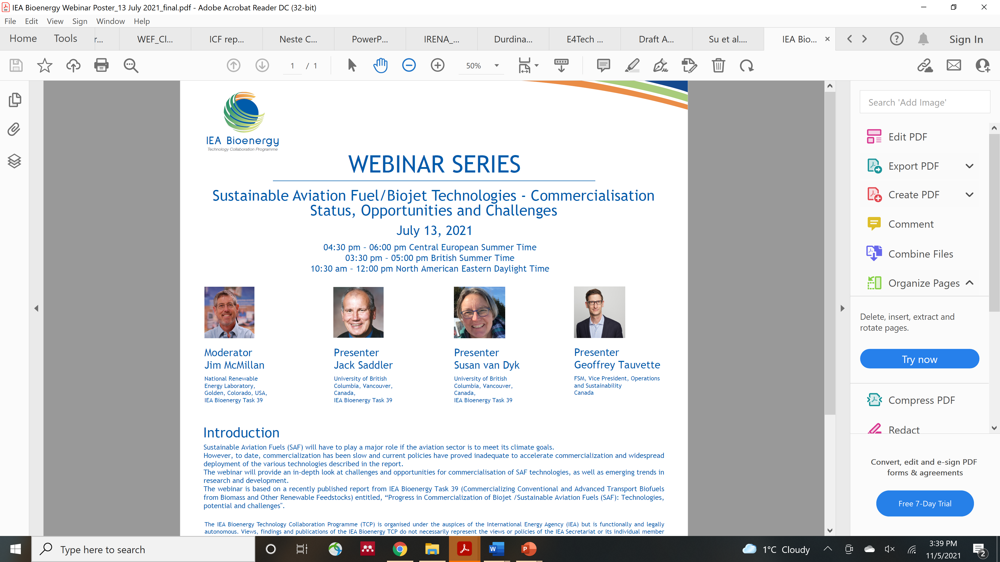 IEA Bioenergy Webinar Poster_13 July 2021_final.pdf - Adobe Acrobat Reader DC (32-bit)
File Edit View Sign Window Help
Home Tools r... WEF_Cl... ICF rep... Neste C... PowerP... IRENA_... Durdina... E4Tech ... Draft A... Su et al.... IEA Bio... Sign In
1 / 1 50%
IEA Bioenergy
Technology Collaboration Programme
WEBINAR SERIES
Sustainable Aviation Fuel/Biojet Technologies - Commercialisation
Status, Opportunities and Challenges
July 13, 2021
04:30 pm – 06:00 pm Central European Summer Time
03:30 pm – 05:00 pm British Summer Time
10:30 am – 12:00 pm North American Eastern Daylight Time
Moderator
Jim McMillan
National Renewable
Energy Laboratory,
Golden, Colorado, USA,
IEA Bioenergy Task 39
Presenter
Jack Saddler
University of British
Columbia, Vancouver,
Canada,
IEA Bioenergy Task 39
Presenter
Susan van Dyk
University of British
Columbia, Vancouver,
Canada,
IEA Bioenergy Task 39
Presenter
Geoffrey Tauvette
FSM, Vice President, Operations
and Sustainability
Canada
Introduction
Sustainable Aviation Fuels (SAF) will have to play a major role if the aviation sector is to meet its climate goals.
However, to date, commercialization has been slow and current policies have proved inadequate to accelerate commercialization and widespread
deployment of the various technologies described in the report.
The webinar will provide an in-depth look at challenges and opportunities for commercialisation of SAF technologies, as well as emerging trends in
research and development.
The webinar is based on a recently published report from IEA Bioenergy Task 39 (Commercializing Conventional and Advanced Transport Biofuels
from Biomass and Other Renewable Feedstocks) entitled, “Progress in Commercialization of Biojet /Sustainable Aviation Fuels (SAF): Technologies,
potential and challenges".
The IEA Bioenergy Technology Collaboration Programme (TCP) is organised under the auspices of the International Energy Agency (IEA) but is functionally and legally
autonomous. Views, findings and publications of the IEA Bioenergy TCP do not necessarily represent the views or policies of the IEA Secretariat or its individual member
Search 'Add Image'
Edit PDF
Export PDF
Create PDF
Comment
Combine Files
Organize Pages
Delete, insert, extract and
rotate pages.
Try now
Compress PDF
Redact
Convert, edit and e-sign PDF
forms & agreements
Free 7-Day Trial
Type here to search
W
P
1°C Cloudy
3:39 PM
11/5/2021
2